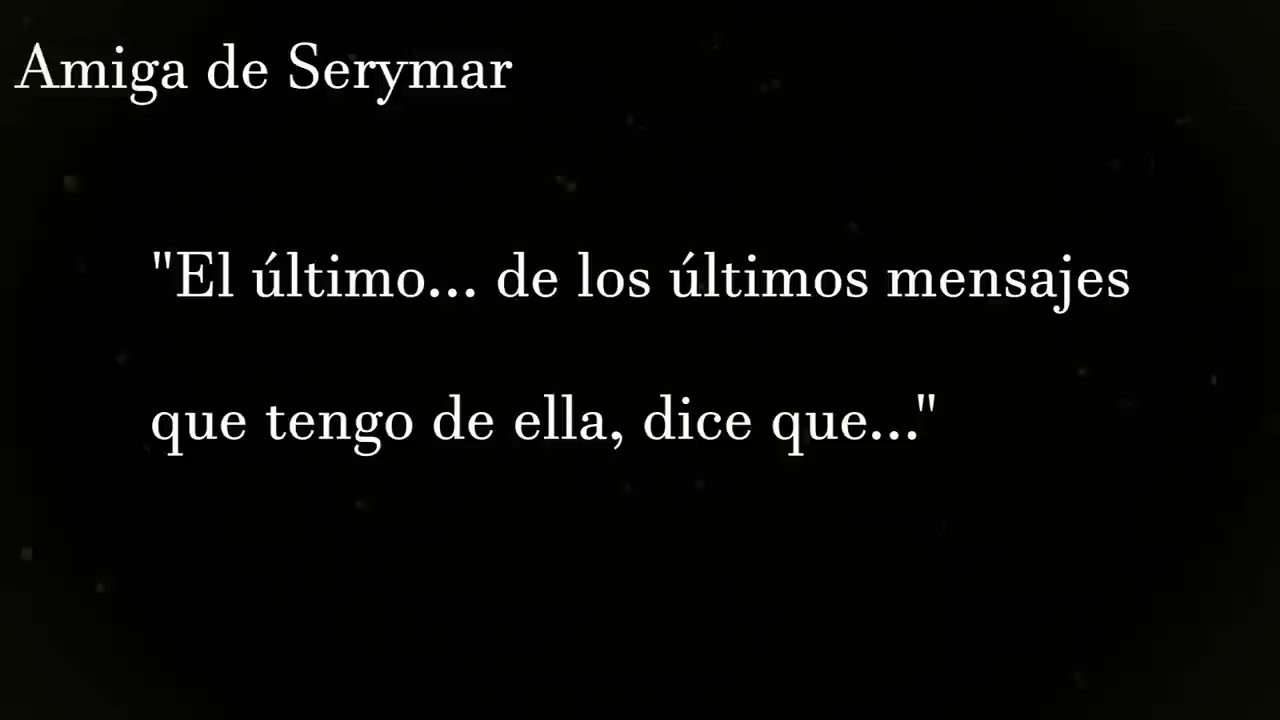 Amiga de Serymar
"El último... de los últimos mensajes
que tengo de ella, dice que..."